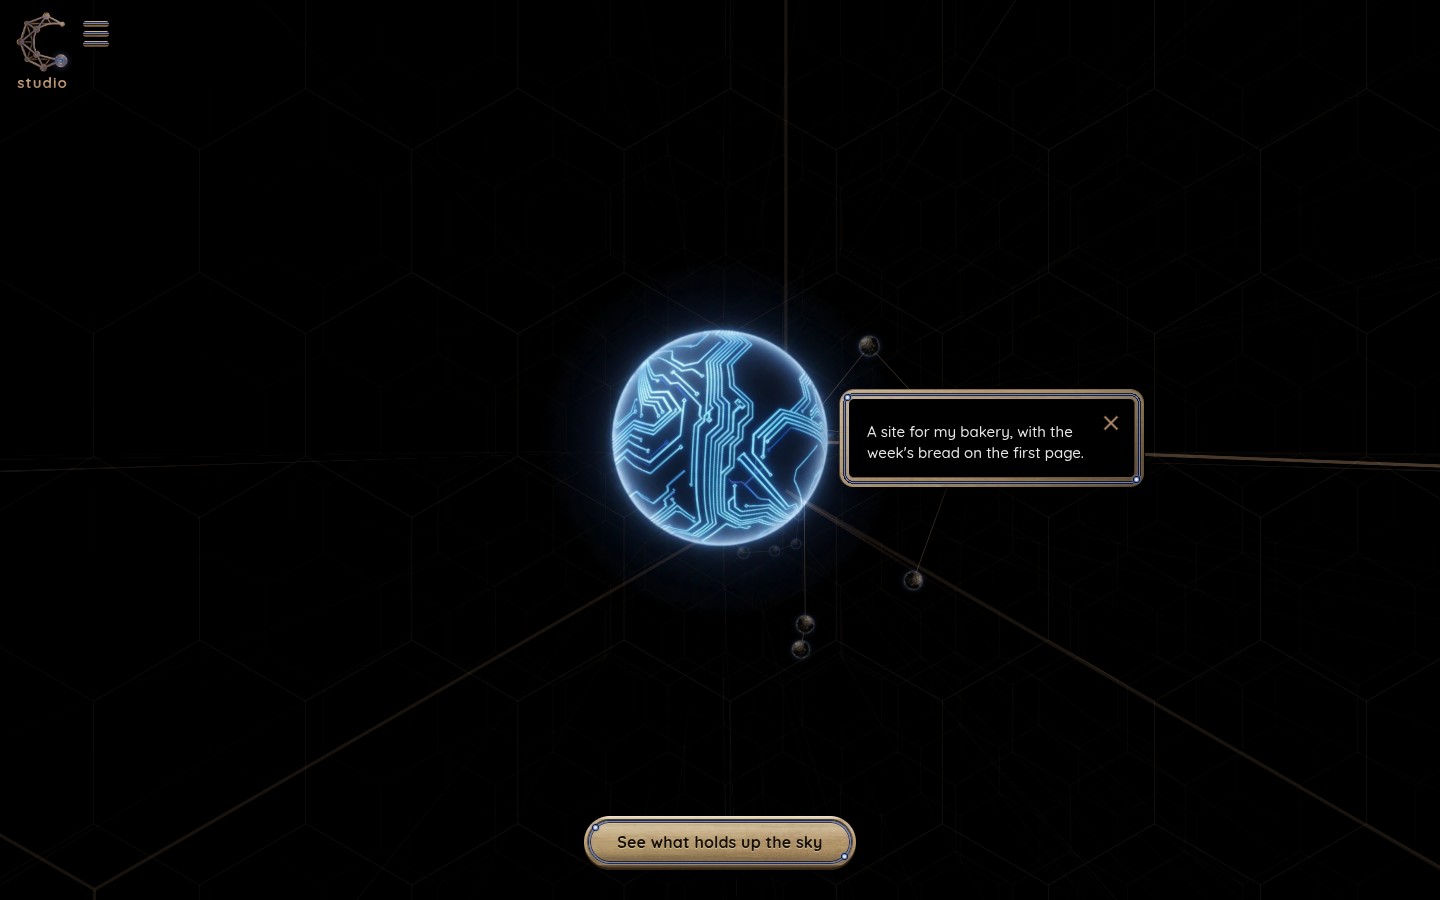 studio
A site for my bakery, with the
week's bread on the first page.
See what holds up the sky